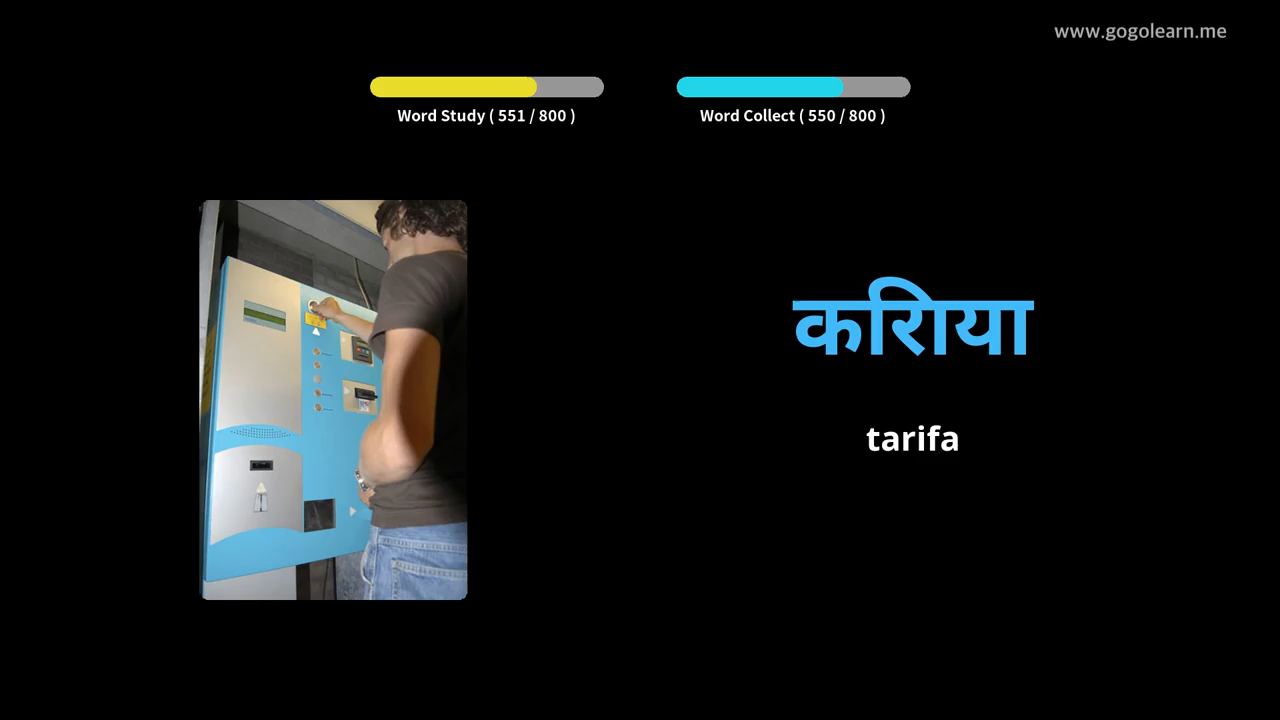 www.gogolearn.me
Word Study ( 551 / 800 )
Word Collect ( 550 / 800 )
करिाया
tarifa